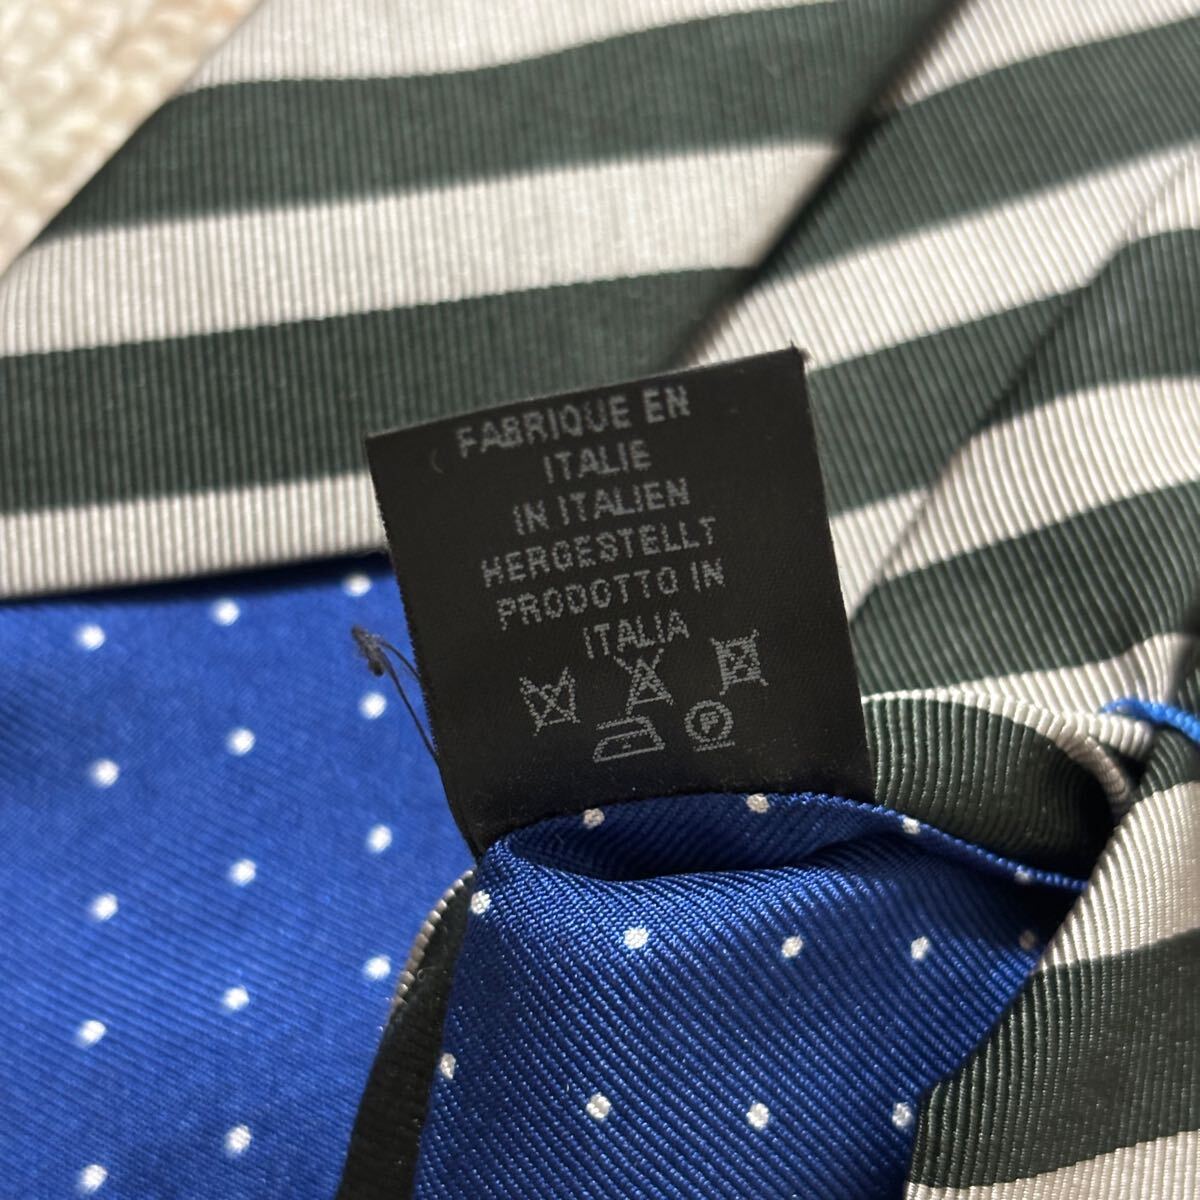 FABRIQUE EN
ITALIE
IN ITALIEN
HERGESTELLT
PRODOTTO IN
ITALIA
P